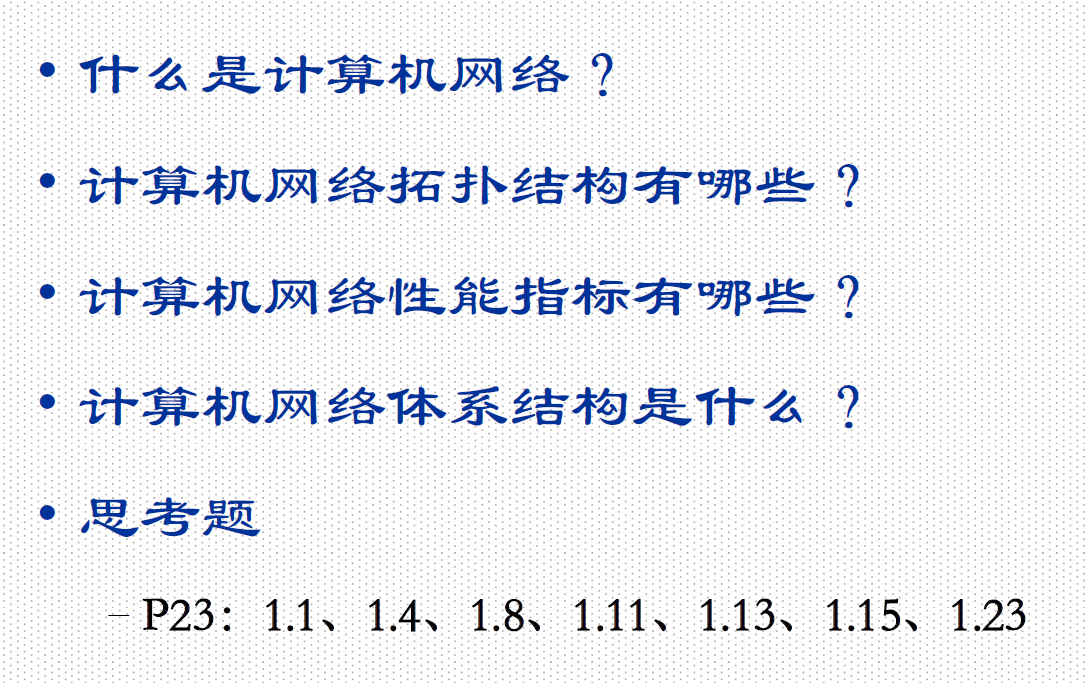 • 什么是计算机网络？
• 计算机网络拓扑结构有哪些？
• 计算机网络性能指标有哪些？
• 计算机网络体系结构是什么？
• 思考题
– P23：1.1、1.4、1.8、1.11、1.13、1.15、1.23